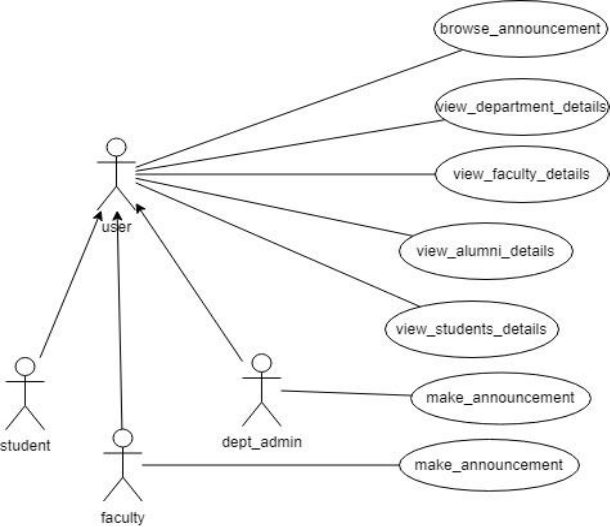 browse_announcement
view_department_details
view_faculty_details
user
view_alumni_details
view_students_details
make_announcement
student
dept_admin
make_announcement
faculty